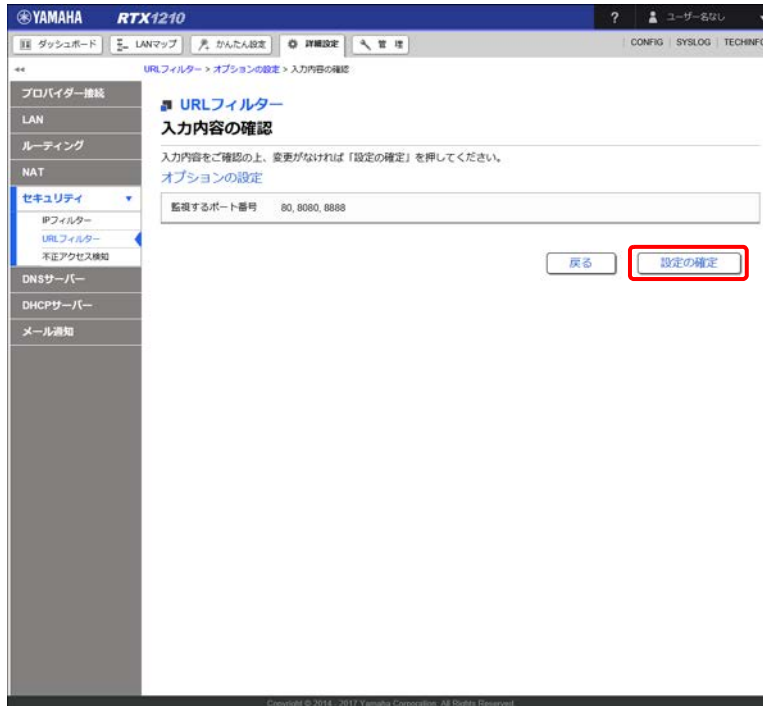 YAMAHA RTX1210 ? ユーザー名なし
ダッシュボード LANマップ かんたん設定 詳細設定 管理 CONFIG SYSLOG TECHINFO
URLフィルター > オプションの設定 > 入力内容の確認
プロバイダー接続
LAN
ルーティング
NAT
セキュリティ
IPフィルター
URLフィルター
不正アクセス検知
DNSサーバー
DHCPサーバー
メール通知
URLフィルター
入力内容の確認
入力内容をご確認の上、変更がなければ「設定の確定」を押してください。
オプションの設定
監視するポート番号 80, 8080, 8888
戻る 設定の確定
Copyright © 2014 - 2017 Yamaha Corporation. All Rights Reserved.